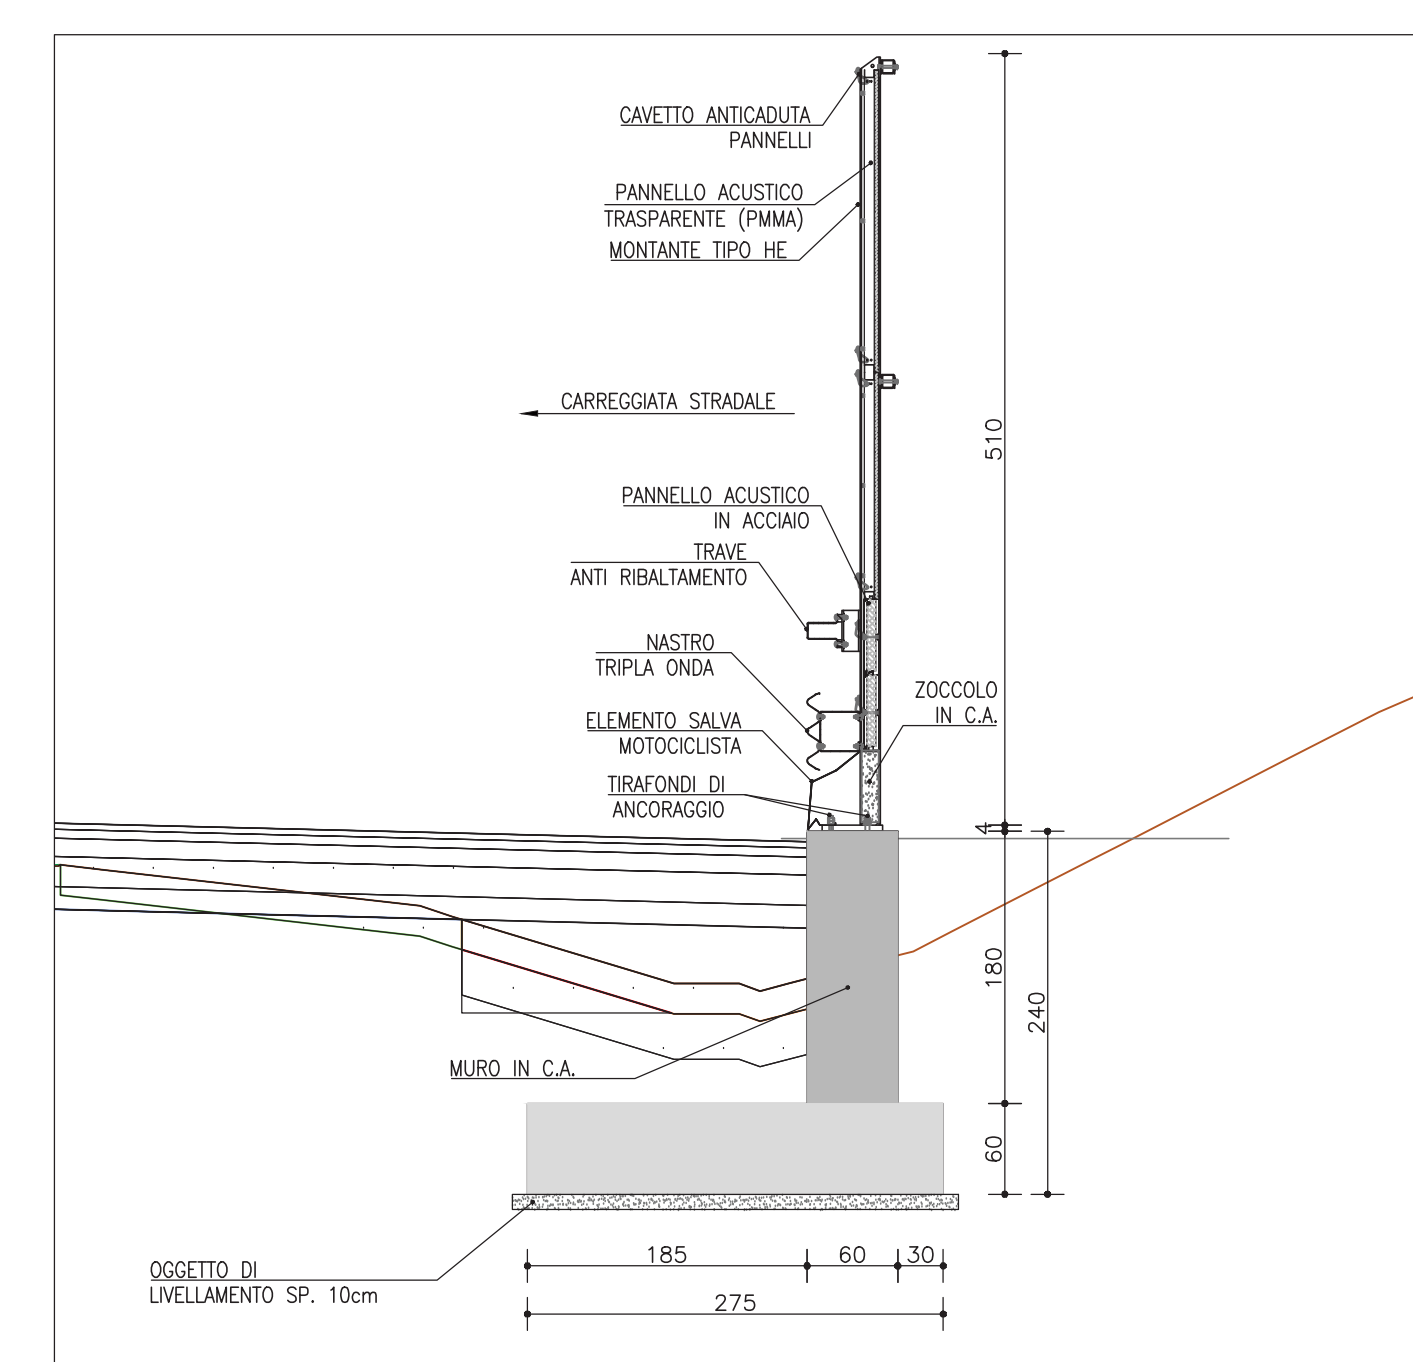 CAVETTO ANTICADUTA
PANNELLI
PANNELLO ACUSTICO
TRASPARENTE (PMMA)
MONTANTE TIPO HE
CARREGGIATA STRADALE
510
PANNELLO ACUSTICO
IN ACCIAIO
TRAVE
ANTI RIBALTAMENTO
NASTRO
TRIPLA ONDA
ZOCCOLO
IN C.A.
ELEMENTO SALVA
MOTOCICLISTA
TIRAFONDI DI
ANCORAGGIO
4
180
240
MURO IN C.A.
60
185
60
30
OGGETTO DI
LIVELLAMENTO SP. 10cm
275